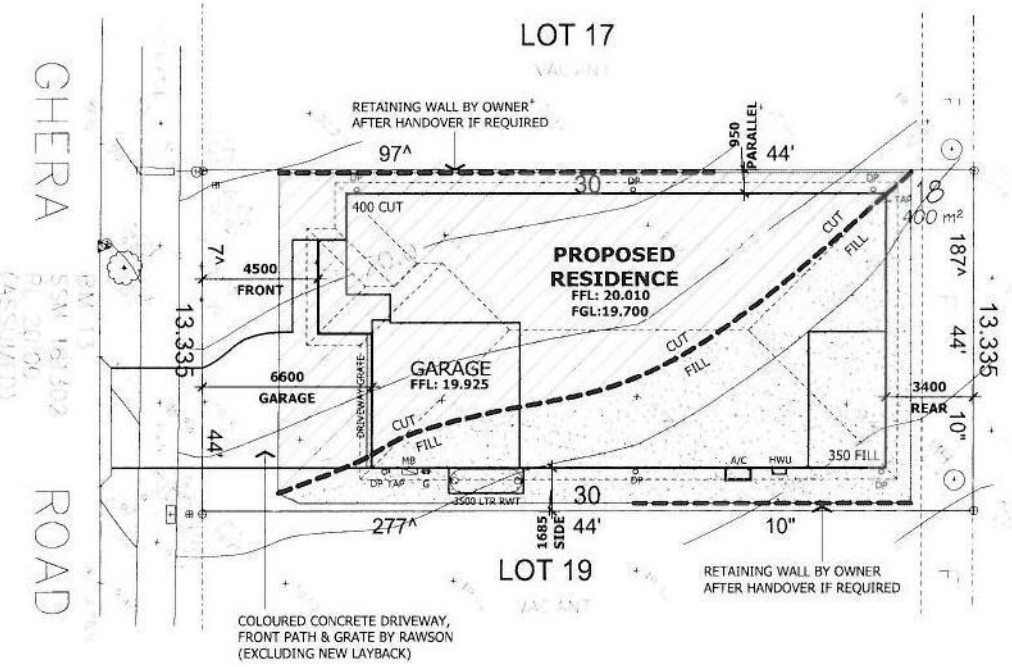 LOT 17
VACANT
RETAINING WALL BY OWNER
AFTER HANDOVER IF REQUIRED
950
PARALLEL
97^
44'
30
DP
DP
DP
TAP
18
400 m²
400 CUT
CUT
FILL
PROPOSED
RESIDENCE
FFL: 20.010
FGL:19.700
7^
4500
FRONT
187^
GHERA
ROAD
13.335
13.335
44'
CUT
FILL
GARAGE
FFL: 19.925
6600
GARAGE
DRIVEWAY GRATE
3400
REAR
10"
CUT
FILL
44'
350 FILL
MB
DP TAP
G
A/C
HWU
DP
DP
3500 LTR RWT
30
277^
1685
SIDE
44'
10"
LOT 19
VACANT
RETAINING WALL BY OWNER
AFTER HANDOVER IF REQUIRED
COLOURED CONCRETE DRIVEWAY,
FRONT PATH & GRATE BY RAWSON
(EXCLUDING NEW LAYBACK)